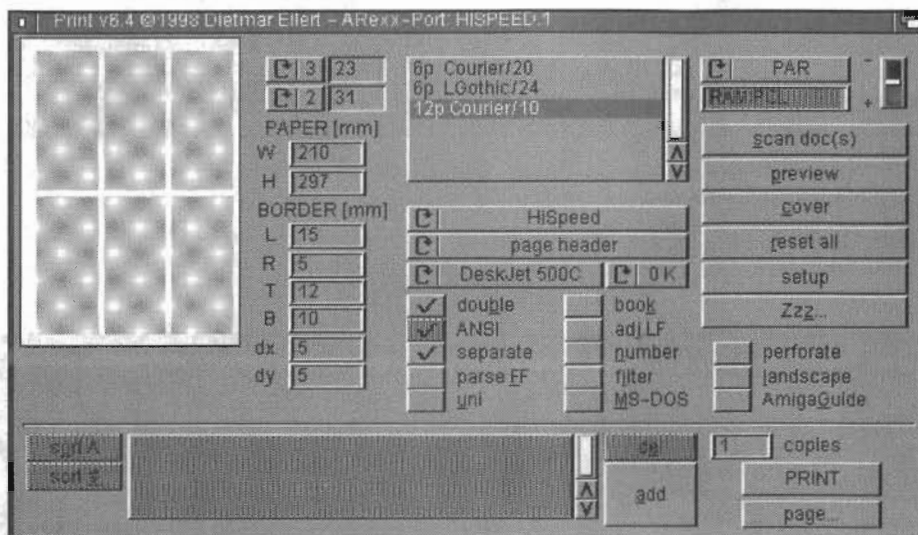 Print v6.4 ©1998 Dietmar Eilert - ARexx-Port: HISPEED.1
3 23
2 31
PAPER [mm]
W 210
H 297
BORDER [mm]
L 15
R 5
T 12
B 10
dx 5
dy 5
6p Courier/20
6p LGothic/24
12p Courier/10
HiSpeed
page header
DeskJet 500C 0 K
double
ANSI
separate
parse FF
uni
book
adj LF
number
filter
MS-DOS
perforate
landscape
AmigaGuide
PAR
- +
RAM:PCL
scan doc(s)
preview
cover
reset all
setup
Zzz...
sort A
sort
del
add
1 copies
PRINT
page...